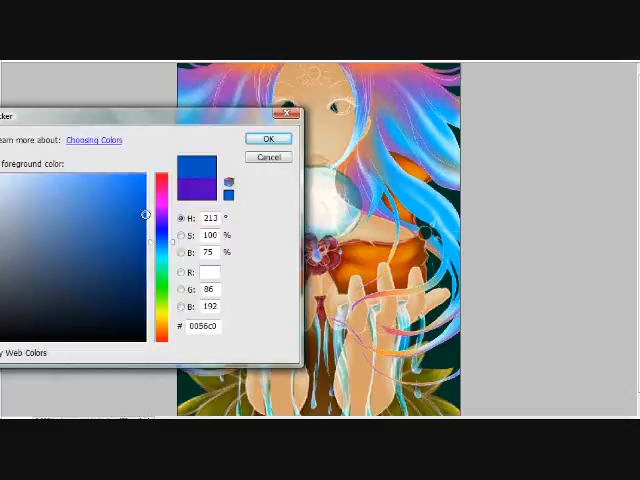 cker
earn more about: Choosing Colors
OK
Cancel
foreground color:
H: 213 °
S: 100 %
B: 75 %
R:
G: 86
B: 192
# 0056c0
y Web Colors